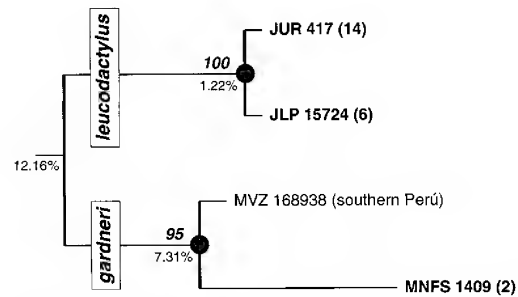 JUR 417 (14)
leucodactylus
100
1.22%
JLP 15724 (6)
12.16%
MVZ 168938 (southern Perú)
gardneri
95
7.31%
MNFS 1409 (2)